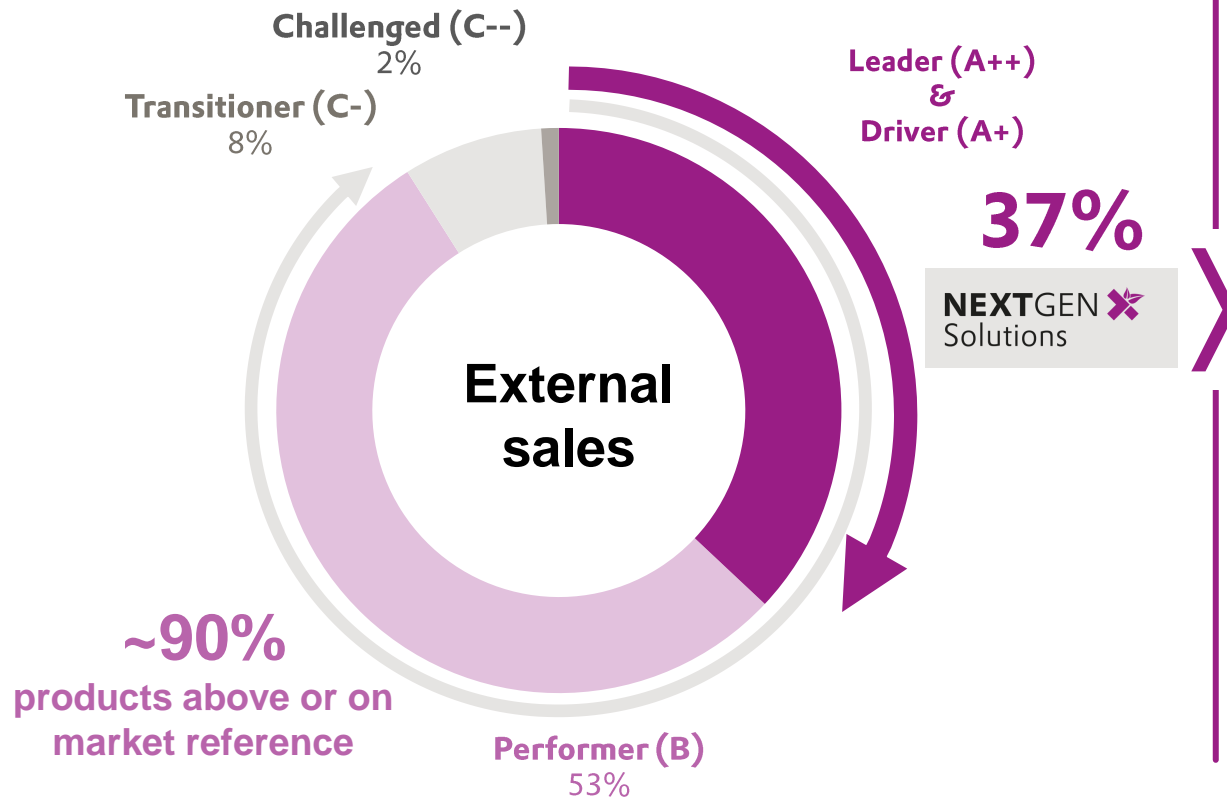 Challenged (C--)
2%
Transitioner (C-)
8%
Leader (A++)
&
Driver (A+)
37%
NEXTGEN
Solutions
External
sales
~90%
products above or on
market reference
Performer (B)
53%